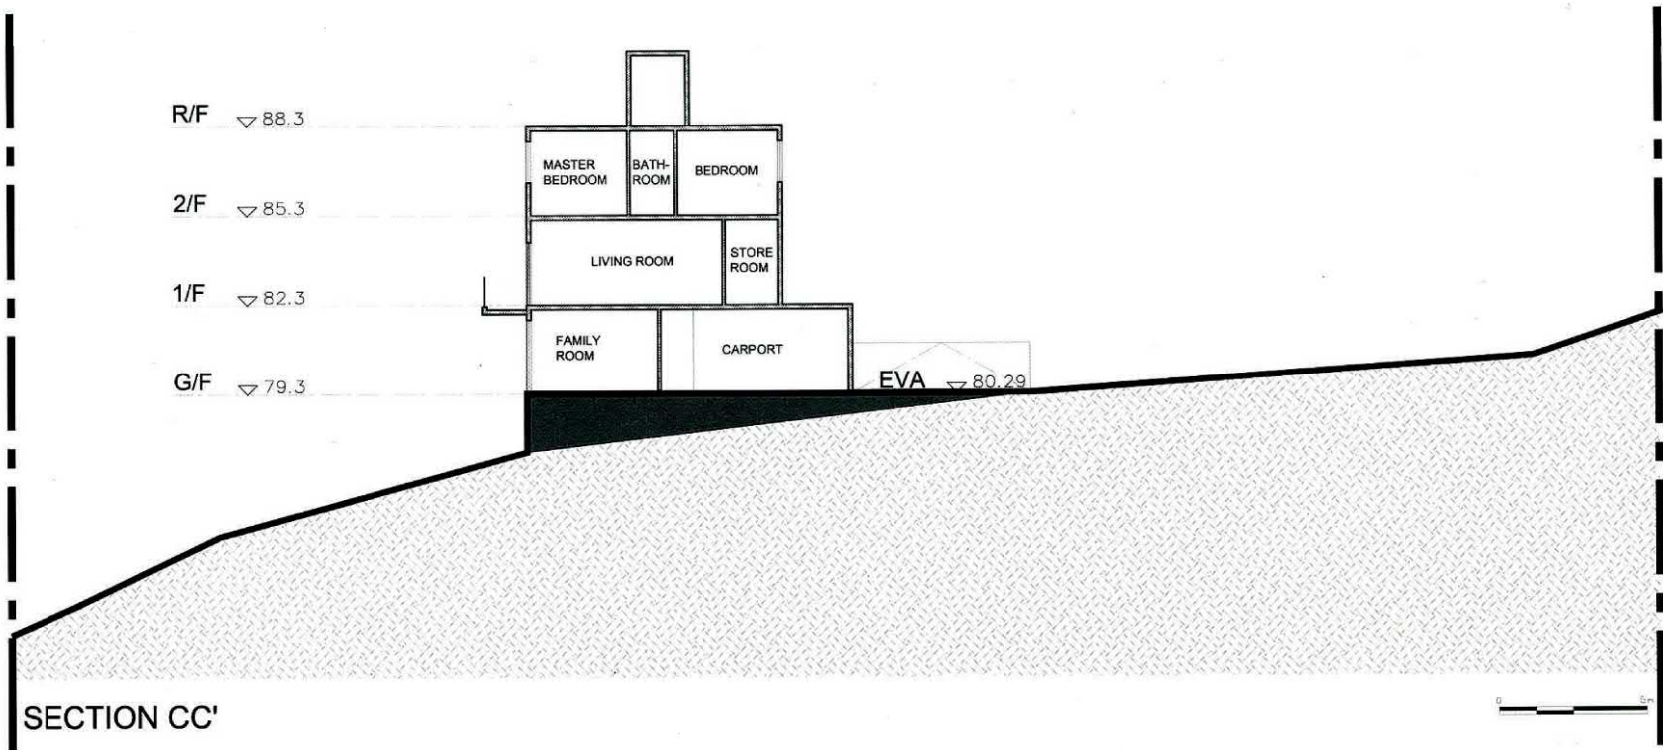 R/F 88.3
MASTER
BEDROOM
BATH-
ROOM
BEDROOM
2/F 85.3
LIVING ROOM
STORE
ROOM
1/F 82.3
FAMILY
ROOM
CARPORT
G/F 79.3
EVA 80.29
SECTION CC'
0